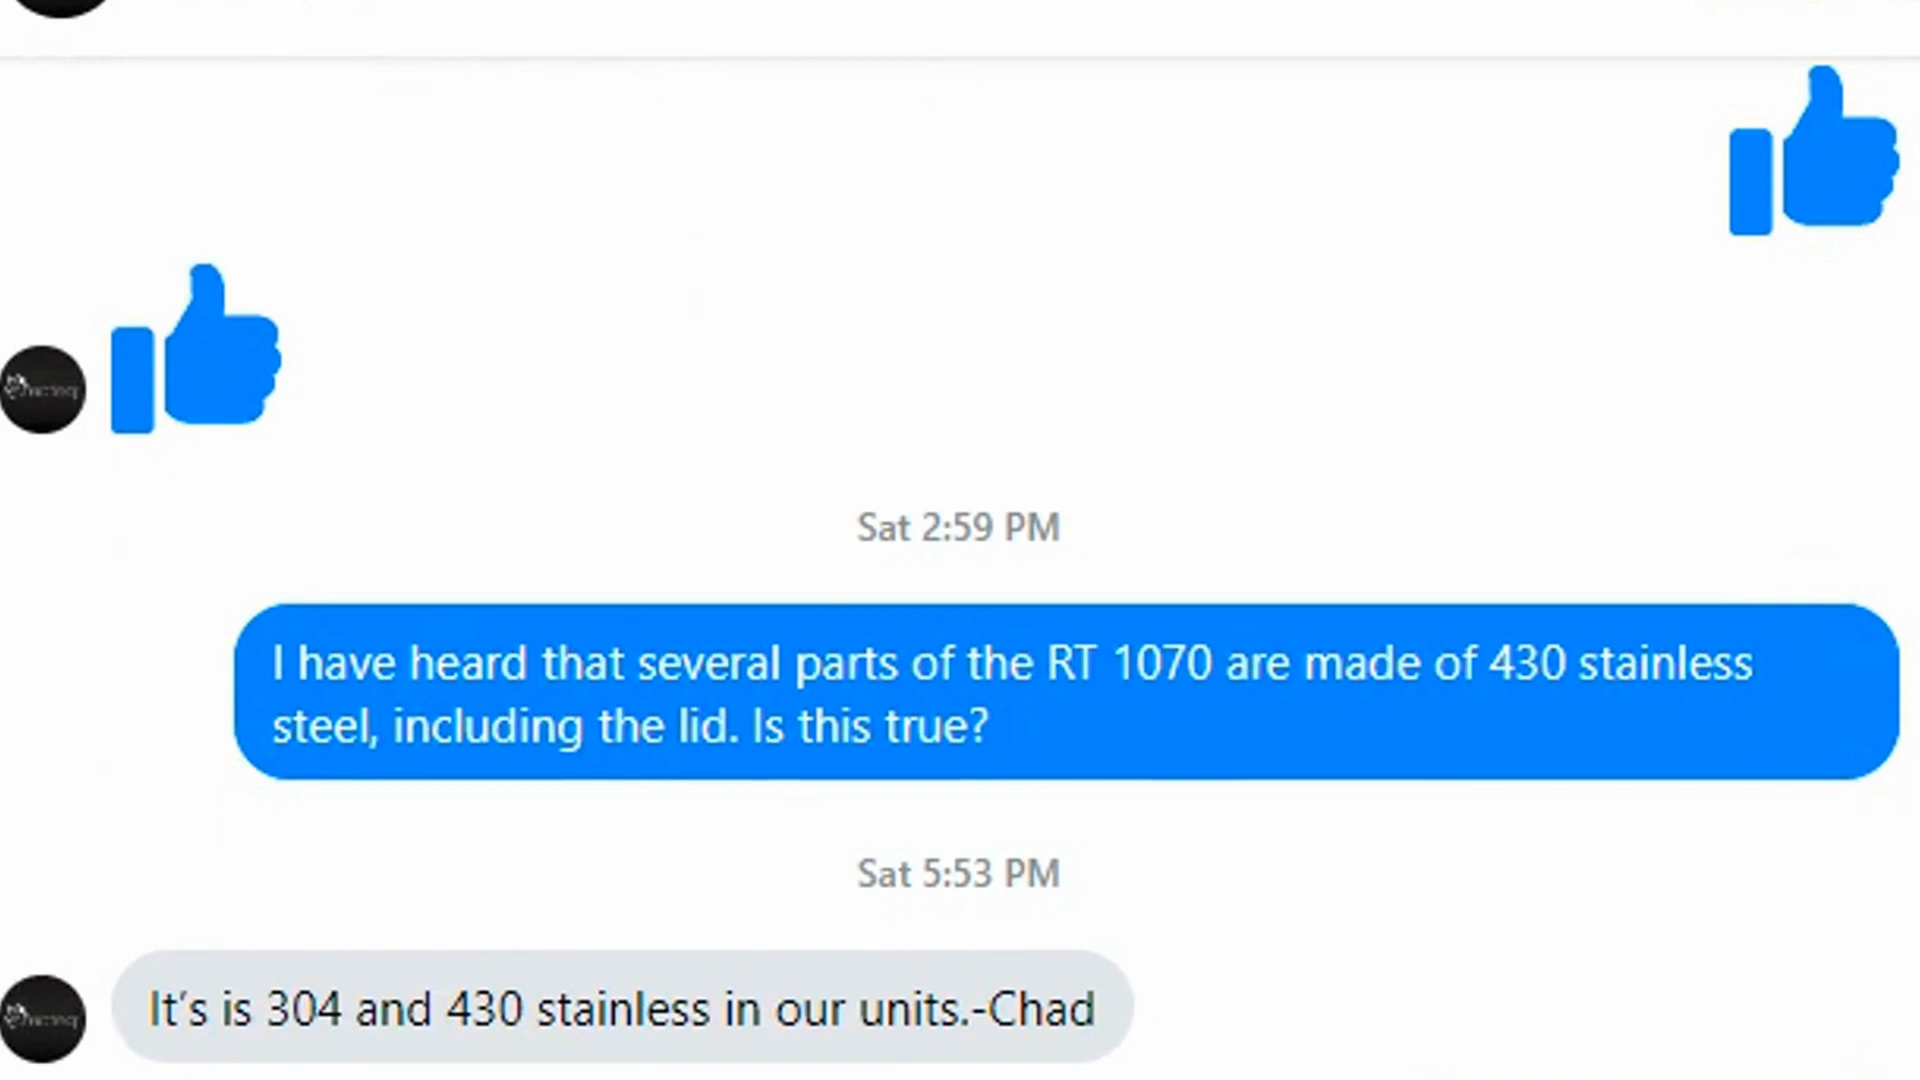 Sat 2:59 PM
I have heard that several parts of the RT 1070 are made of 430 stainless
steel, including the lid. Is this true?
Sat 5:53 PM
It's is 304 and 430 stainless in our units.-Chad